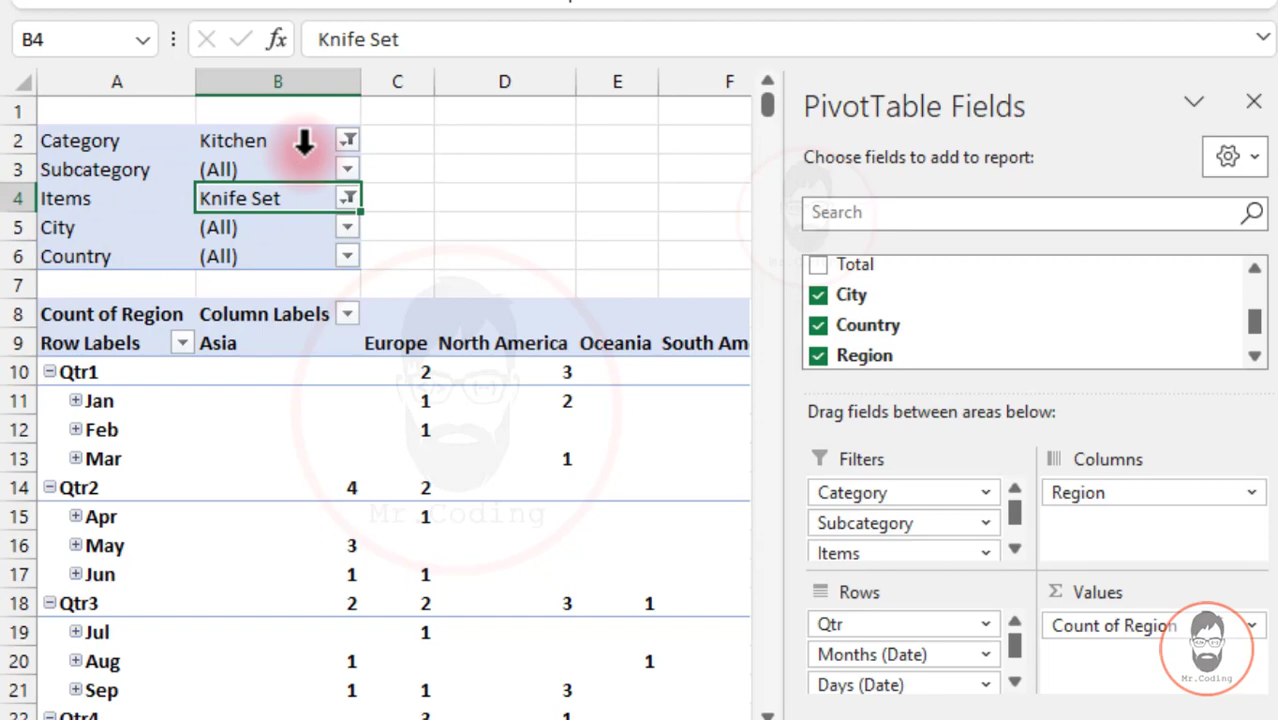 B4 fx Knife Set
A B C D E F
1
2 Category Kitchen
3 Subcategory (All)
4 Items Knife Set
5 City (All)
6 Country (All)
7
8 Count of Region Column Labels
9 Row Labels Asia Europe North America Oceania South Am
10 Qtr1 2 3
11 Jan 1 2
12 Feb 1
13 Mar 1
14 Qtr2 4 2
15 Apr 1
16 May 3
17 Jun 1 1
18 Qtr3 2 2 3 1
19 Jul 1
20 Aug 1 1
21 Sep 1 1 3
22 Qtr4 3 1
Mr.Coding
PivotTable Fields
Choose fields to add to report:
Search
Total
City
Country
Region
Drag fields between areas below:
Filters
Category
Subcategory
Items
Columns
Region
Rows
Qtr
Months (Date)
Days (Date)
Σ Values
Count of Region
Mr.Coding